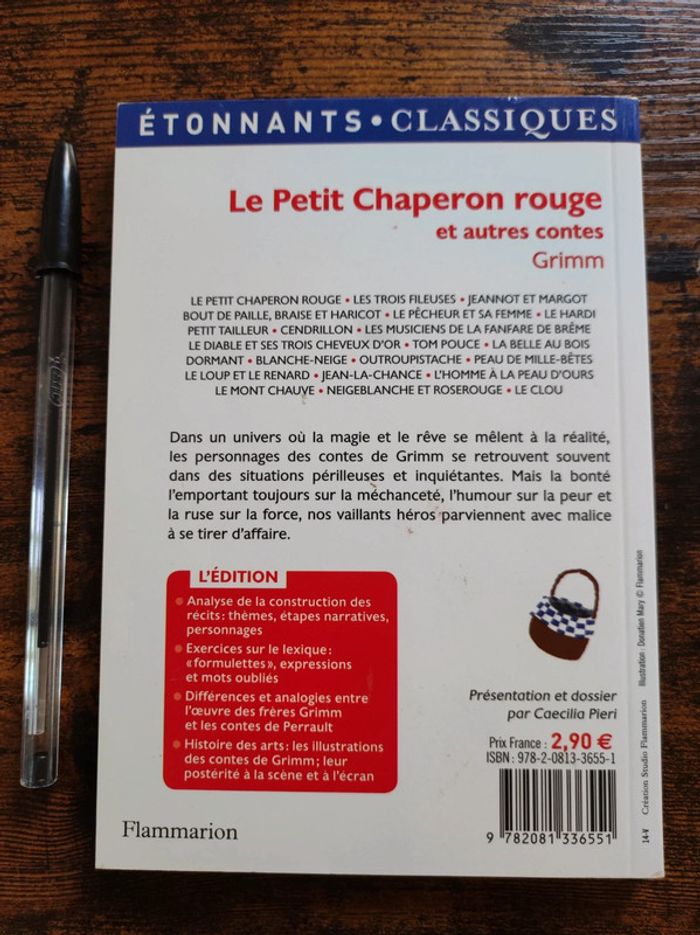 ÉTONNANTS • CLASSIQUES
Le Petit Chaperon rouge
et autres contes
Grimm
LE PETIT CHAPERON ROUGE • LES TROIS FILEUSES • JEANNOT ET MARGOT
BOUT DE PAILLE, BRAISE ET HARICOT • LE PÊCHEUR ET SA FEMME • LE HARDI
PETIT TAILLEUR • CENDRILLON • LES MUSICIENS DE LA FANFARE DE BRÊME
LE DIABLE ET SES TROIS CHEVEUX D'OR • TOM POUCE • LA BELLE AU BOIS
DORMANT • BLANCHE-NEIGE • OUTROUPISTACHE • PEAU DE MILLE-BÊTES
LE LOUP ET LE RENARD • JEAN-LA-CHANCE • L'HOMME À LA PEAU D'OURS
LE MONT CHAUVE • NEIGEBLANCHE ET ROSEROUGE • LE CLOU
Dans un univers où la magie et le rêve se mêlent à la réalité,
les personnages des contes de Grimm se retrouvent souvent
dans des situations périlleuses et inquiétantes. Mais la bonté
l'emportant toujours sur la méchanceté, l'humour sur la peur et
la ruse sur la force, nos vaillants héros parviennent avec malice
à se tirer d'affaire.
L'ÉDITION
• Analyse de la construction des
récits : thèmes, étapes narratives,
personnages
• Exercices sur le lexique :
« formulettes », expressions
et mots oubliés
• Différences et analogies entre
l'œuvre des frères Grimm
et les contes de Perrault
• Histoire des arts : les illustrations
des contes de Grimm ; leur
postérité à la scène et à l'écran
Présentation et dossier
par Caecilia Pieri
Prix France : 2,90 €
ISBN : 978-2-0813-3655-1
9 782081 336551
Flammarion
14-V Création Studio Flammarion Illustration : Donatien Mary © Flammarion